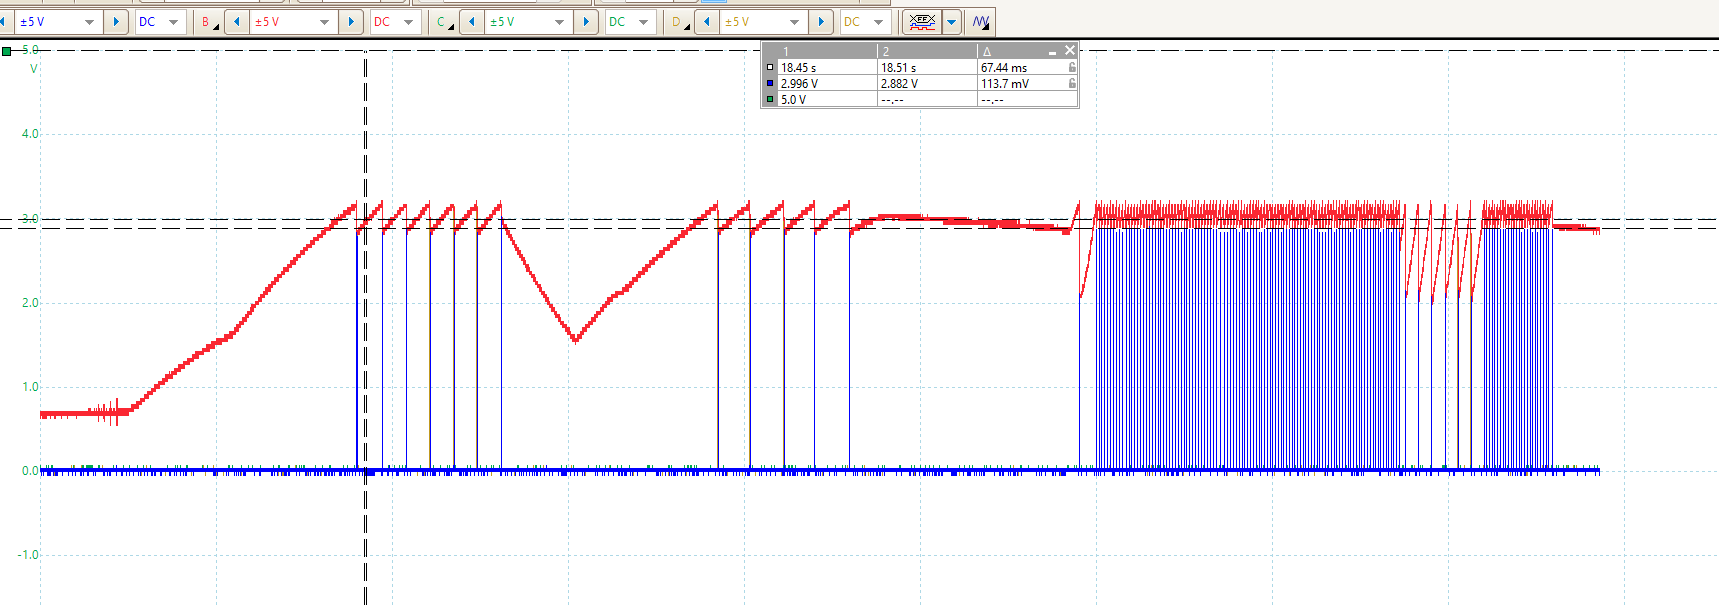 ±5 V DC B ±5 V DC C ±5 V DC D ±5 V DC
1 2 Δ
18.45 s 18.51 s 67.44 ms
2.996 V 2.882 V 113.7 mV
5.0 V --.-- --.--
5.0
V
4.0
3.0
2.0
1.0
0.0
-1.0